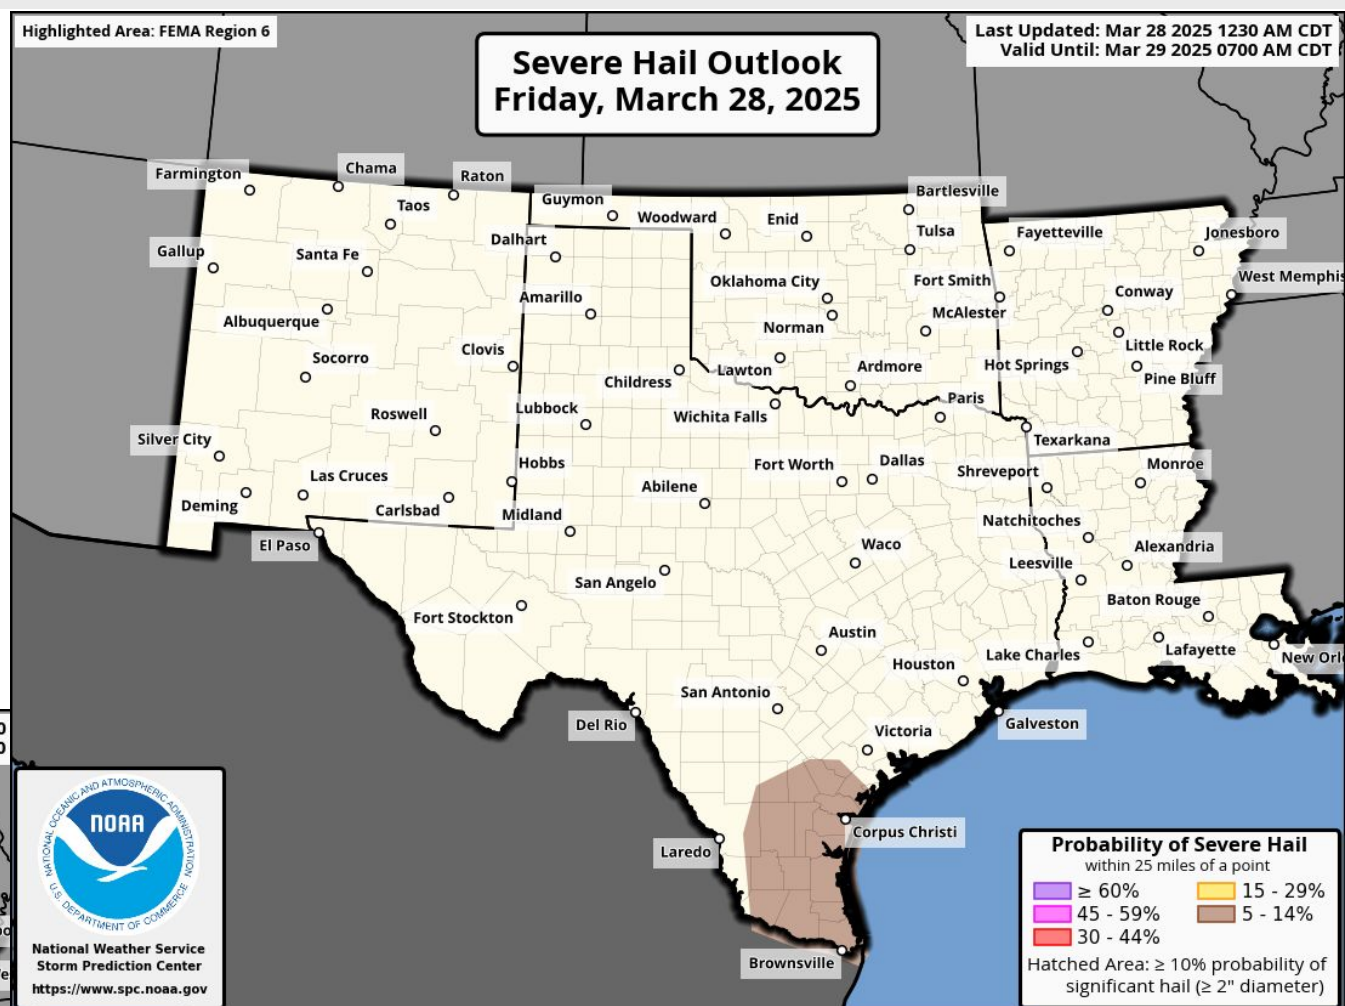 Highlighted Area: FEMA Region 6
Severe Hail Outlook
Friday, March 28, 2025
Last Updated: Mar 28 2025 1230 AM CDT
Valid Until: Mar 29 2025 0700 AM CDT
Farmington
Chama
Raton
Taos
Guymon
Woodward
Enid
Bartlesville
Tulsa
Fayetteville
Jonesboro
Gallup
Santa Fe
Dalhart
Oklahoma City
Fort Smith
West Memphis
Albuquerque
Amarillo
Norman
McAlester
Conway
Little Rock
Socorro
Clovis
Childress
Lawton
Ardmore
Hot Springs
Pine Bluff
Roswell
Lubbock
Wichita Falls
Paris
Texarkana
Silver City
Las Cruces
Hobbs
Abilene
Fort Worth
Dallas
Shreveport
Monroe
Deming
Carlsbad
Midland
Natchitoches
El Paso
San Angelo
Waco
Leesville
Alexandria
Fort Stockton
Austin
Baton Rouge
Houston
Lake Charles
Lafayette
New Orl
San Antonio
Del Rio
Victoria
Galveston
Laredo
Corpus Christi
Brownsville
NATIONAL OCEANIC AND ATMOSPHERIC ADMINISTRATION
NOAA
U.S. DEPARTMENT OF COMMERCE
National Weather Service
Storm Prediction Center
https://www.spc.noaa.gov
Probability of Severe Hail
within 25 miles of a point
≥ 60%
15 - 29%
45 - 59%
5 - 14%
30 - 44%
Hatched Area: ≥ 10% probability of
significant hail (≥ 2" diameter)